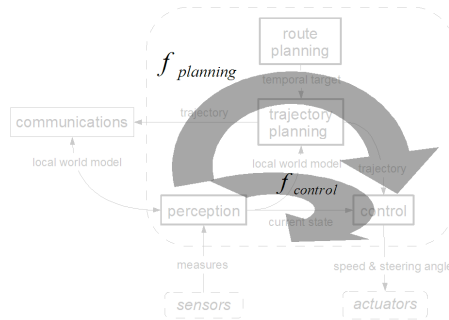 route
planning
f planning
temporal target
trajectory
communications
trajectory
planning
local world model
local world model
trajectory
f control
perception
control
current state
measures
speed & steering angle
sensors
actuators